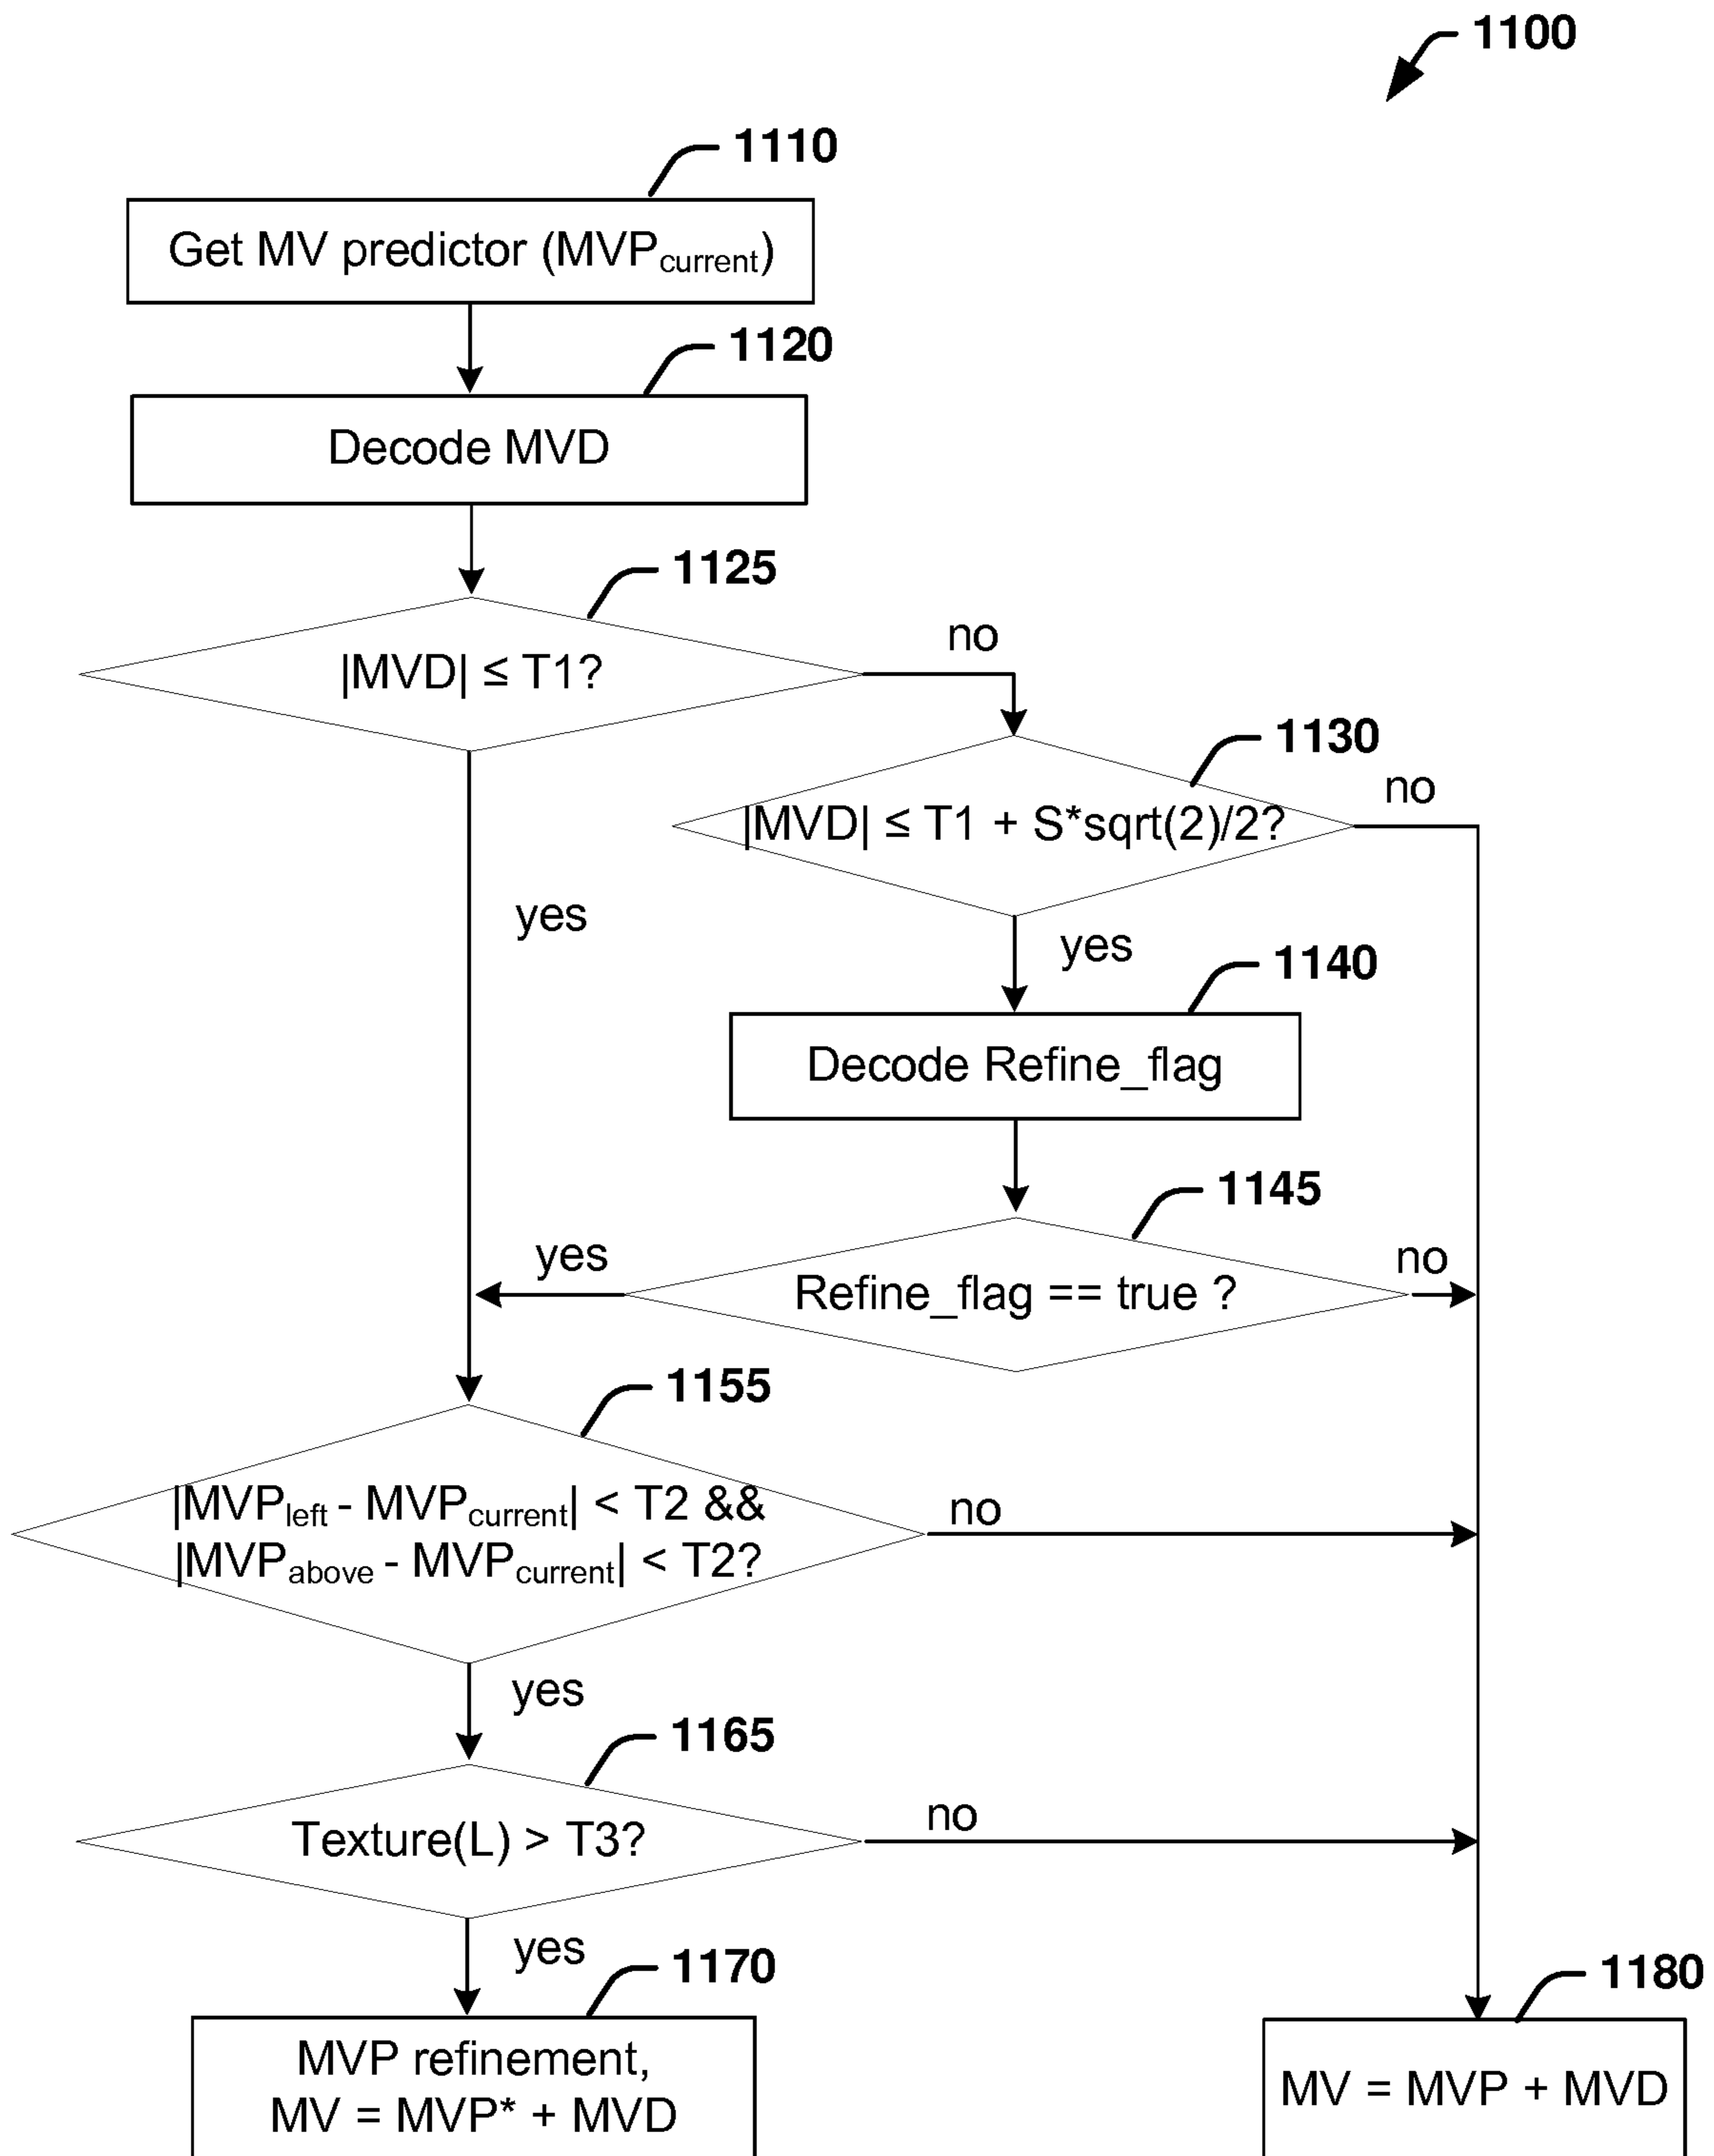 1100
1110
Get MV predictor (MVPcurrent)
1120
Decode MVD
1125
|MVD| ≤ T1?
no
1130
|MVD| ≤ T1 + S*sqrt(2)/2?
no
yes
yes
1140
Decode Refine_flag
1145
yes
Refine_flag == true ?
no
1155
|MVPleft - MVPcurrent| < T2 &&
|MVPabove - MVPcurrent| < T2?
no
yes
1165
Texture(L) > T3?
no
yes
1170
MVP refinement,
MV = MVP* + MVD
1180
MV = MVP + MVD